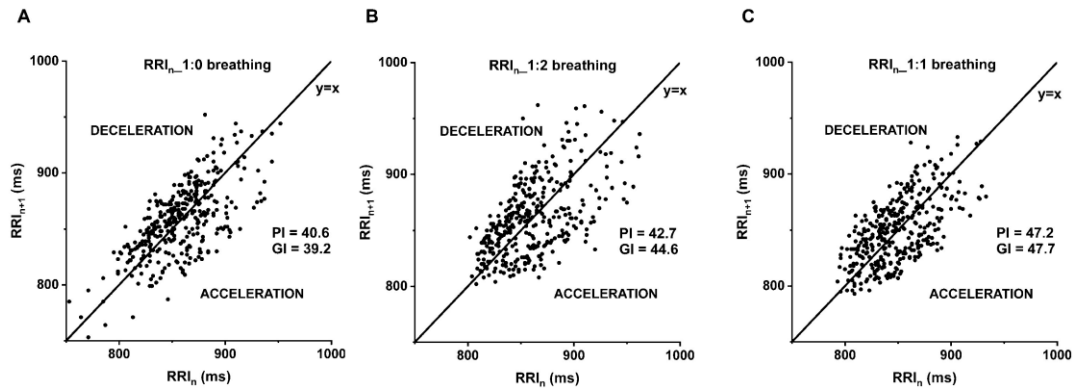 A
RRIn_1:0 breathing
y=x
DECELERATION
PI = 40.6
GI = 39.2
ACCELERATION
1000
900
800
RRIn+1 (ms)
800
900
1000
RRIn (ms)
B
RRIn_1:2 breathing
y=x
DECELERATION
PI = 42.7
GI = 44.6
ACCELERATION
1000
900
800
RRIn+1 (ms)
800
900
1000
RRIn (ms)
C
RRIn_1:1 breathing
y=x
DECELERATION
PI = 47.2
GI = 47.7
ACCELERATION
1000
900
800
RRIn+1 (ms)
800
900
1000
RRIn (ms)